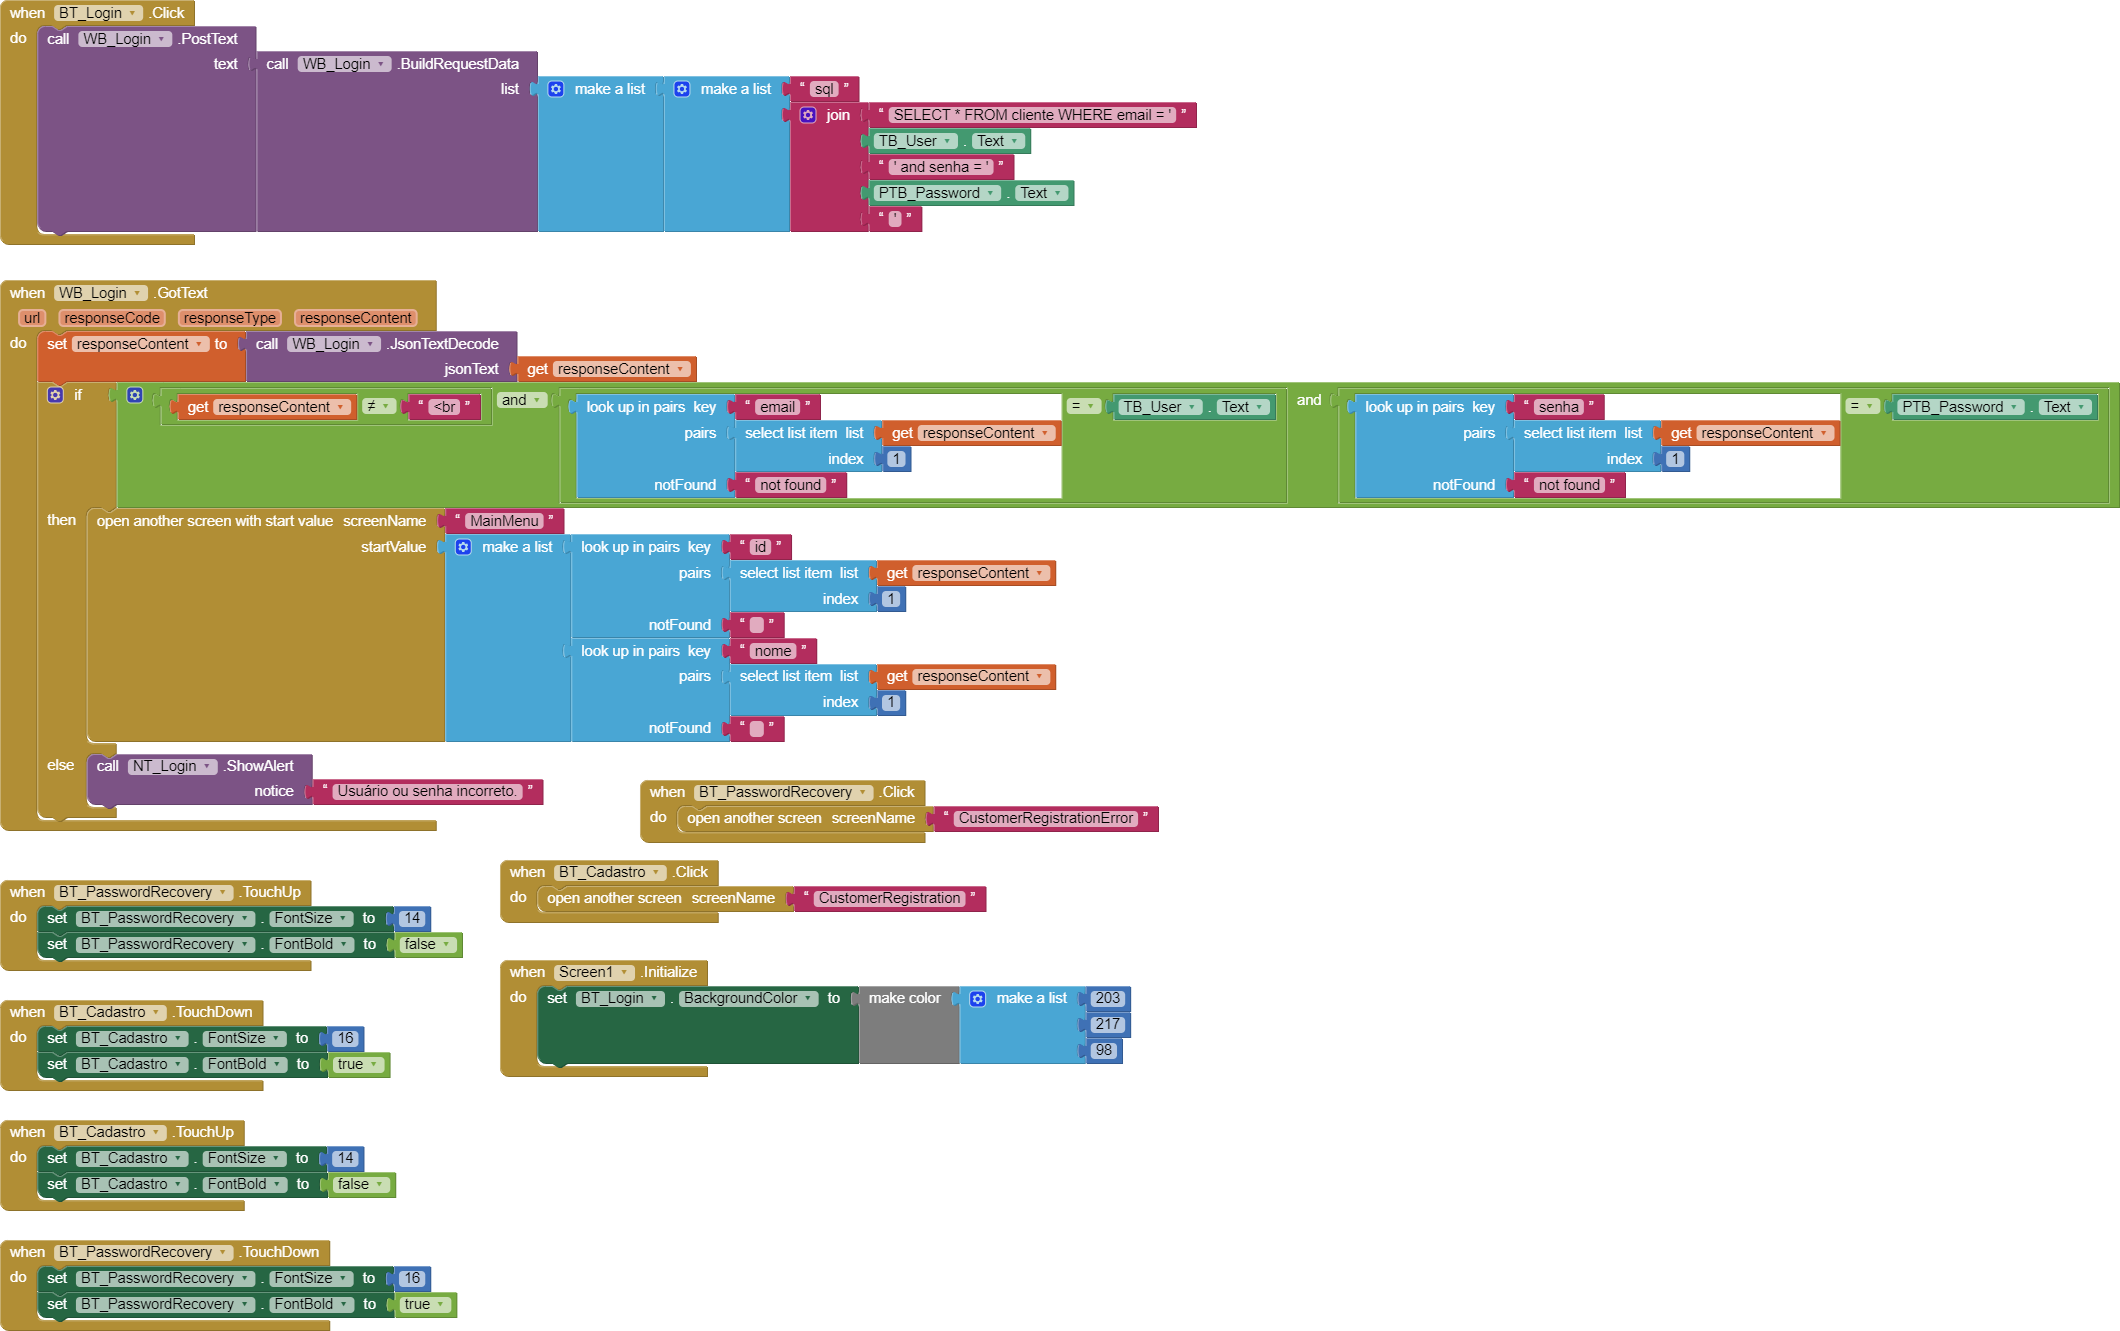 when BT_Login .Click
do call WB_Login .PostText
text call WB_Login .BuildRequestData
list make a list make a list “ sql ”
join “ SELECT * FROM cliente WHERE email = ' ”
TB_User . Text
“ ' and senha = ' ”
PTB_Password . Text
“ ' ”
when WB_Login .GotText
url responseCode responseType responseContent
do set responseContent to call WB_Login .JsonTextDecode
jsonText get responseContent
if get responseContent ≠ “ <br ” and look up in pairs key “ email ” = TB_User . Text and look up in pairs key “ senha ” = PTB_Password . Text
pairs select list item list get responseContent pairs select list item list get responseContent
index 1 index 1
notFound “ not found ” notFound “ not found ”
then open another screen with start value screenName “ MainMenu ”
startValue make a list look up in pairs key “ id ”
pairs select list item list get responseContent
index 1
notFound “ ”
look up in pairs key “ nome ”
pairs select list item list get responseContent
index 1
notFound “ ”
else call NT_Login .ShowAlert
notice “ Usuário ou senha incorreto. ”
when BT_PasswordRecovery .Click
do open another screen screenName “ CustomerRegistrationError ”
when BT_Cadastro .Click
do open another screen screenName “ CustomerRegistration ”
when BT_PasswordRecovery .TouchUp
do set BT_PasswordRecovery . FontSize to 14
set BT_PasswordRecovery . FontBold to false
when Screen1 .Initialize
do set BT_Login . BackgroundColor to make color make a list 203
217
98
when BT_Cadastro .TouchDown
do set BT_Cadastro . FontSize to 16
set BT_Cadastro . FontBold to true
when BT_Cadastro .TouchUp
do set BT_Cadastro . FontSize to 14
set BT_Cadastro . FontBold to false
when BT_PasswordRecovery .TouchDown
do set BT_PasswordRecovery . FontSize to 16
set BT_PasswordRecovery . FontBold to true